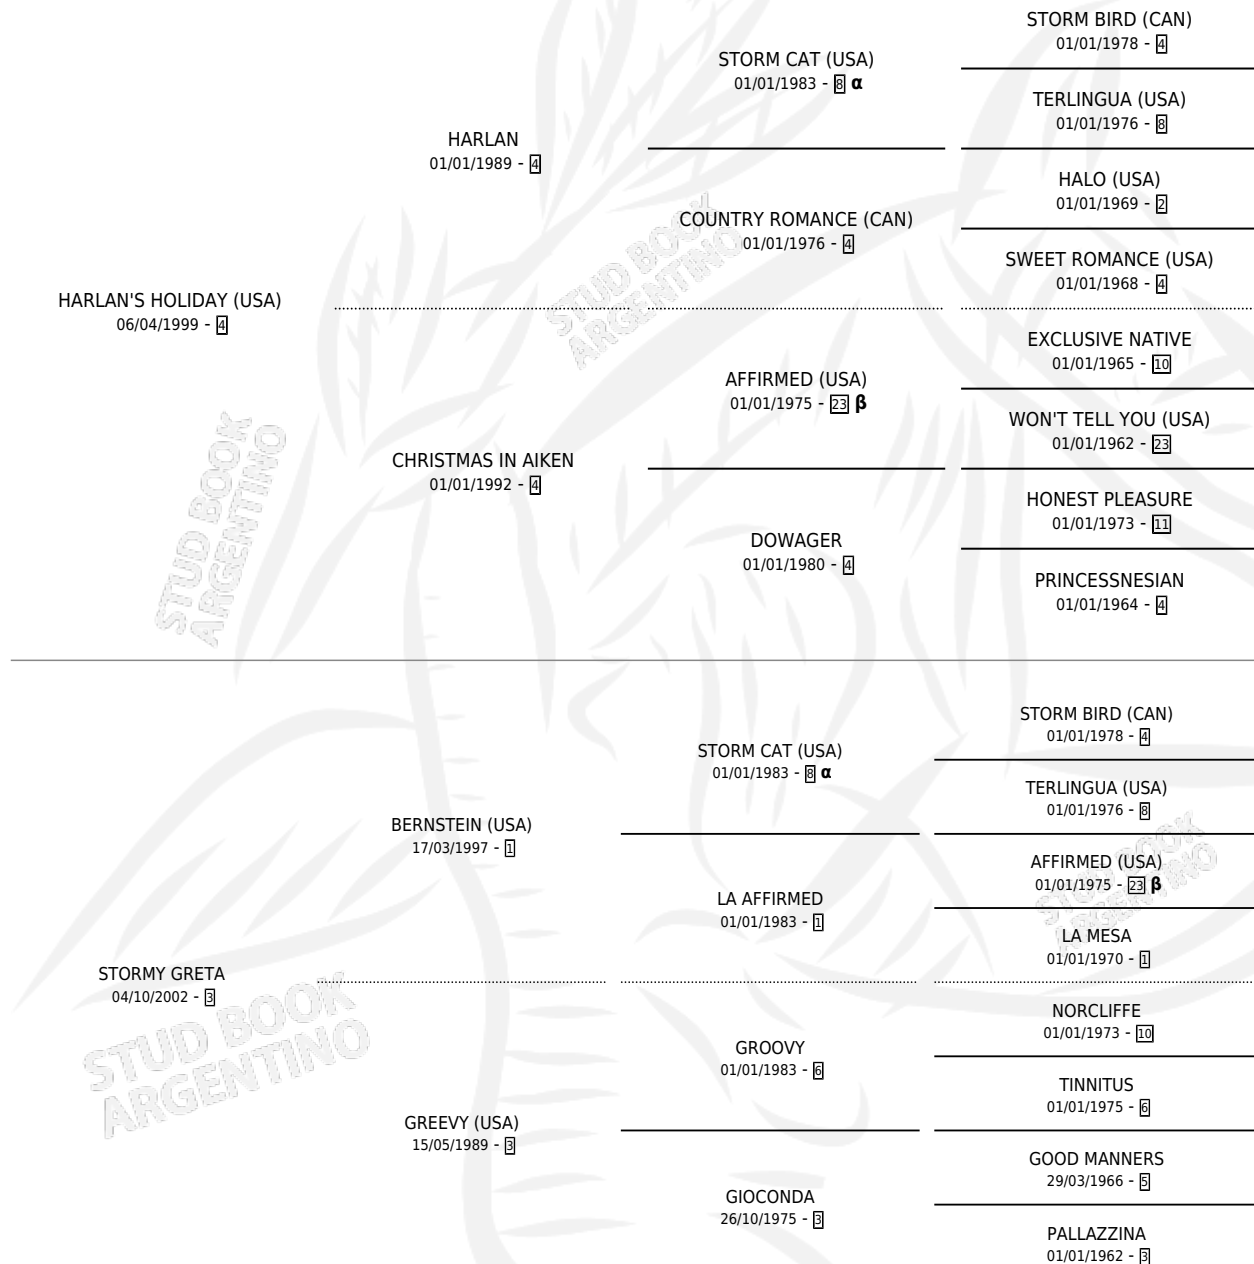 STORM BIRD (CAN)
01/01/1978 - 4
STORM CAT (USA)
01/01/1983 - 8 α
TERLINGUA (USA)
01/01/1976 - 8
HARLAN
01/01/1989 - 4
HALO (USA)
01/01/1969 - 2
COUNTRY ROMANCE (CAN)
01/01/1976 - 4
SWEET ROMANCE (USA)
01/01/1968 - 4
HARLAN'S HOLIDAY (USA)
06/04/1999 - 4
EXCLUSIVE NATIVE
01/01/1965 - 10
AFFIRMED (USA)
01/01/1975 - 23 β
WON'T TELL YOU (USA)
01/01/1962 - 23
CHRISTMAS IN AIKEN
01/01/1992 - 4
HONEST PLEASURE
01/01/1973 - 11
DOWAGER
01/01/1980 - 4
PRINCESSNESIAN
01/01/1964 - 4
STORM BIRD (CAN)
01/01/1978 - 4
STORM CAT (USA)
01/01/1983 - 8 α
TERLINGUA (USA)
01/01/1976 - 8
BERNSTEIN (USA)
17/03/1997 - 1
AFFIRMED (USA)
01/01/1975 - 23 β
LA AFFIRMED
01/01/1983 - 1
LA MESA
01/01/1970 - 1
STORMY GRETA
04/10/2002 - 3
NORCLIFFE
01/01/1973 - 10
GROOVY
01/01/1983 - 6
TINNITUS
01/01/1975 - 6
GREEVY (USA)
15/05/1989 - 3
GOOD MANNERS
29/03/1966 - 5
GIOCONDA
26/10/1975 - 3
PALLAZZINA
01/01/1962 - 3
STUD BOOK
ARGENTINO
STUD BOOK
ARGENTINO
STUD BOOK
ARGENTINO
STUD BOOK
ARGENTINO